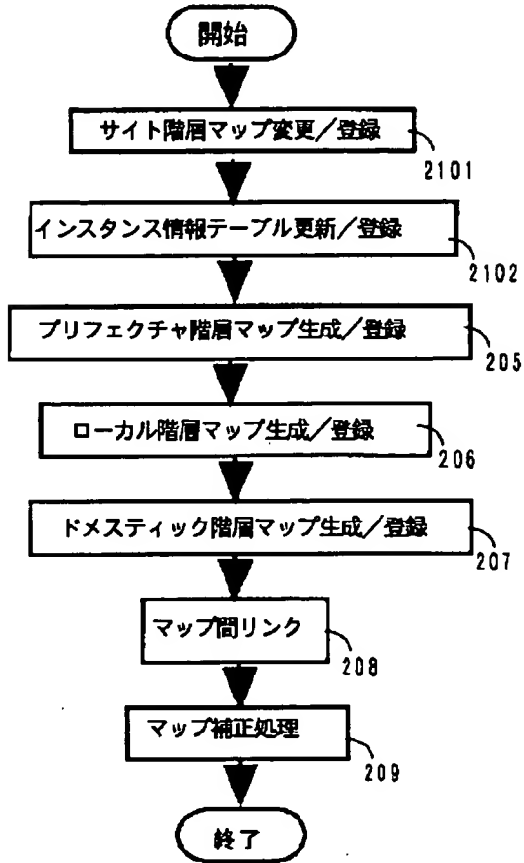 開始
サイト階層マップ変更／登録
2101
インスタンス情報テーブル更新／登録
2102
プリフェクチャ階層マップ生成／登録
205
ローカル階層マップ生成／登録
206
ドメスティック階層マップ生成／登録
207
マップ間リンク
208
マップ補正処理
209
終了